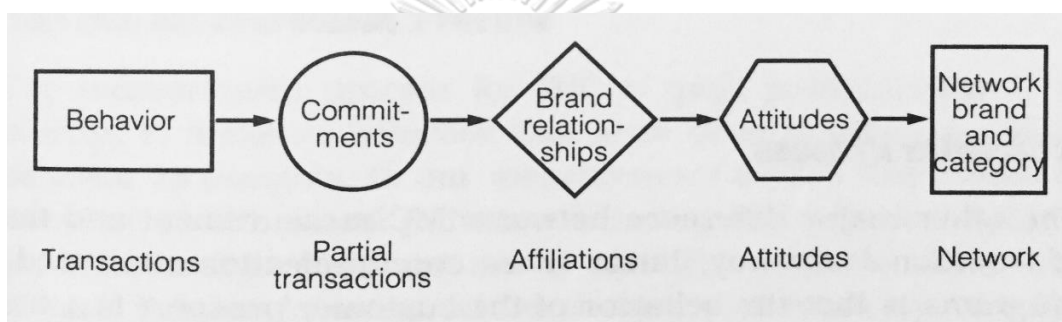 Behavior
Commit-
ments
Brand
relation-
ships
Attitudes
Network
brand
and
category
Transactions
Partial
transactions
Affiliations
Attitudes
Network